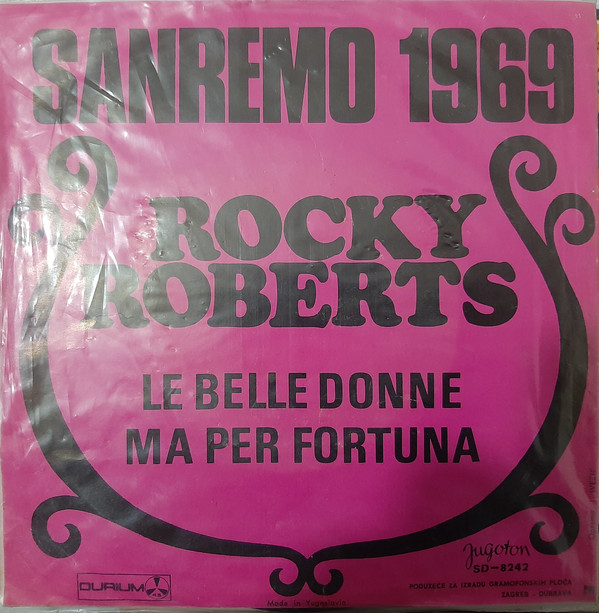 SANREMO 1969
ROCKY
ROBERTS
LE BELLE DONNE
MA PER FORTUNA
Jugoton
SD-8242
DURIUM
PODUZEĆE ZA IZRADU GRAMOFONSKIH PLOČA
ZAGREB - DUBRAVA
Made in Yugoslavia